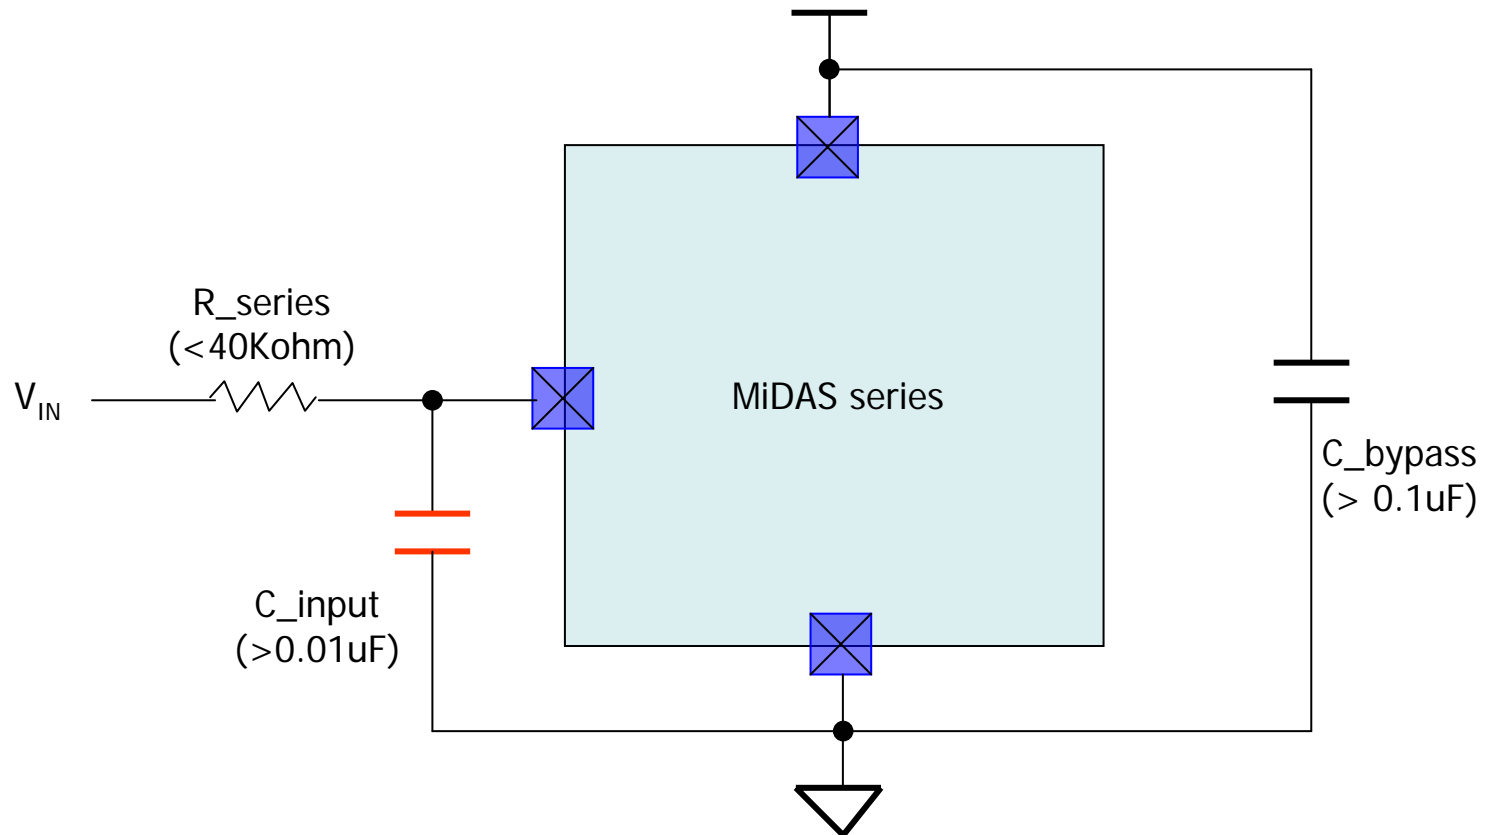 R_series
(<40Kohm)
VIN
MiDAS series
C_bypass
(> 0.1uF)
C_input
(>0.01uF)